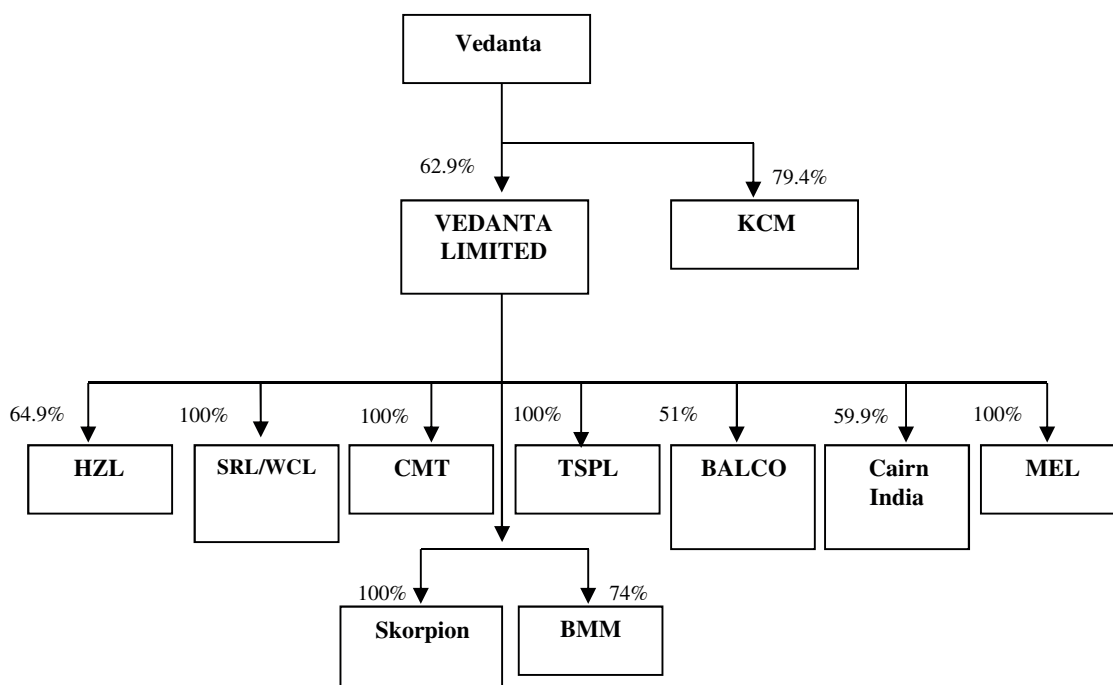 Vedanta
62.9%
79.4%
VEDANTA
LIMITED
KCM
64.9%
100%
100%
100%
51%
59.9%
100%
HZL
SRL/WCL
CMT
TSPL
BALCO
Cairn
India
MEL
100%
74%
Skorpion
BMM